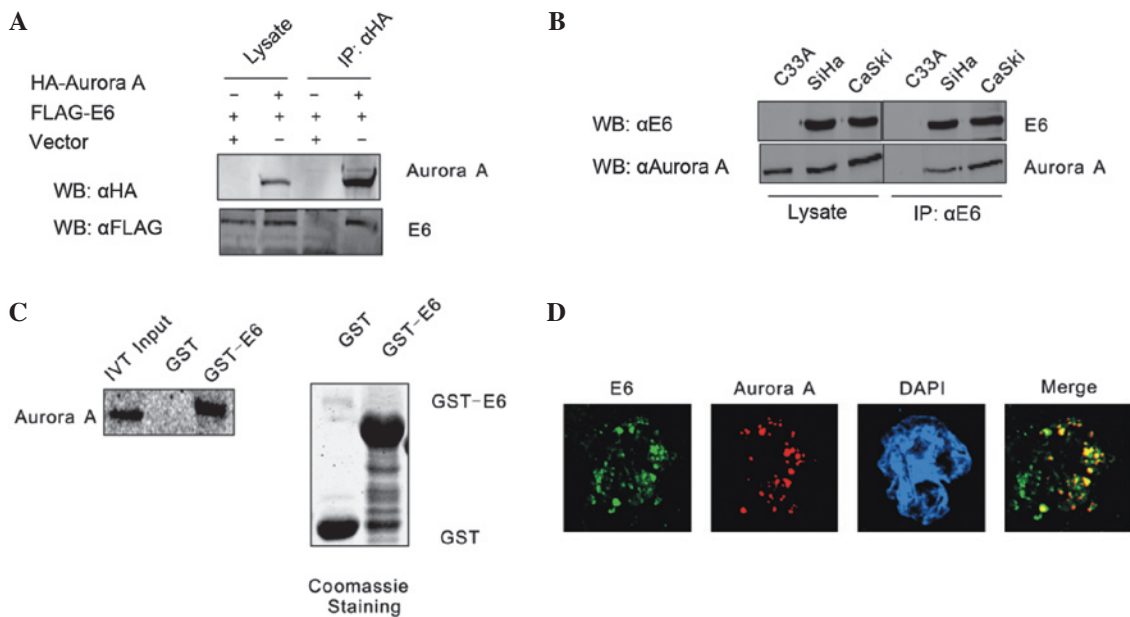 A
Lysate
IP: αHA
HA-Aurora A
- + - +
FLAG-E6
+ + + +
Vector
+ - + -
WB: αHA
Aurora A
WB: αFLAG
E6
B
C33A
SiHa
CaSki
C33A
SiHa
CaSki
WB: αE6
E6
WB: αAurora A
Aurora A
Lysate
IP: αE6
C
IVT Input
GST
GST-E6
Aurora A
GST
GST-E6
GST-E6
GST
Coomassie
Staining
D
E6
Aurora A
DAPI
Merge